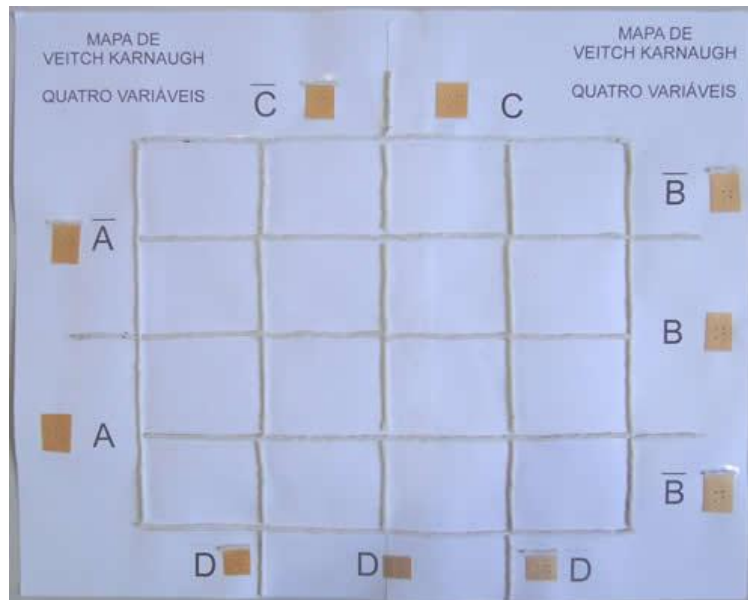 MAPA DE
VEITCH KARNAUGH
QUATRO VARIÁVEIS
MAPA DE
VEITCH KARNAUGH
QUATRO VARIÁVEIS
C̅
C
A̅
B̅
B
A
B̅
D
D
D̅